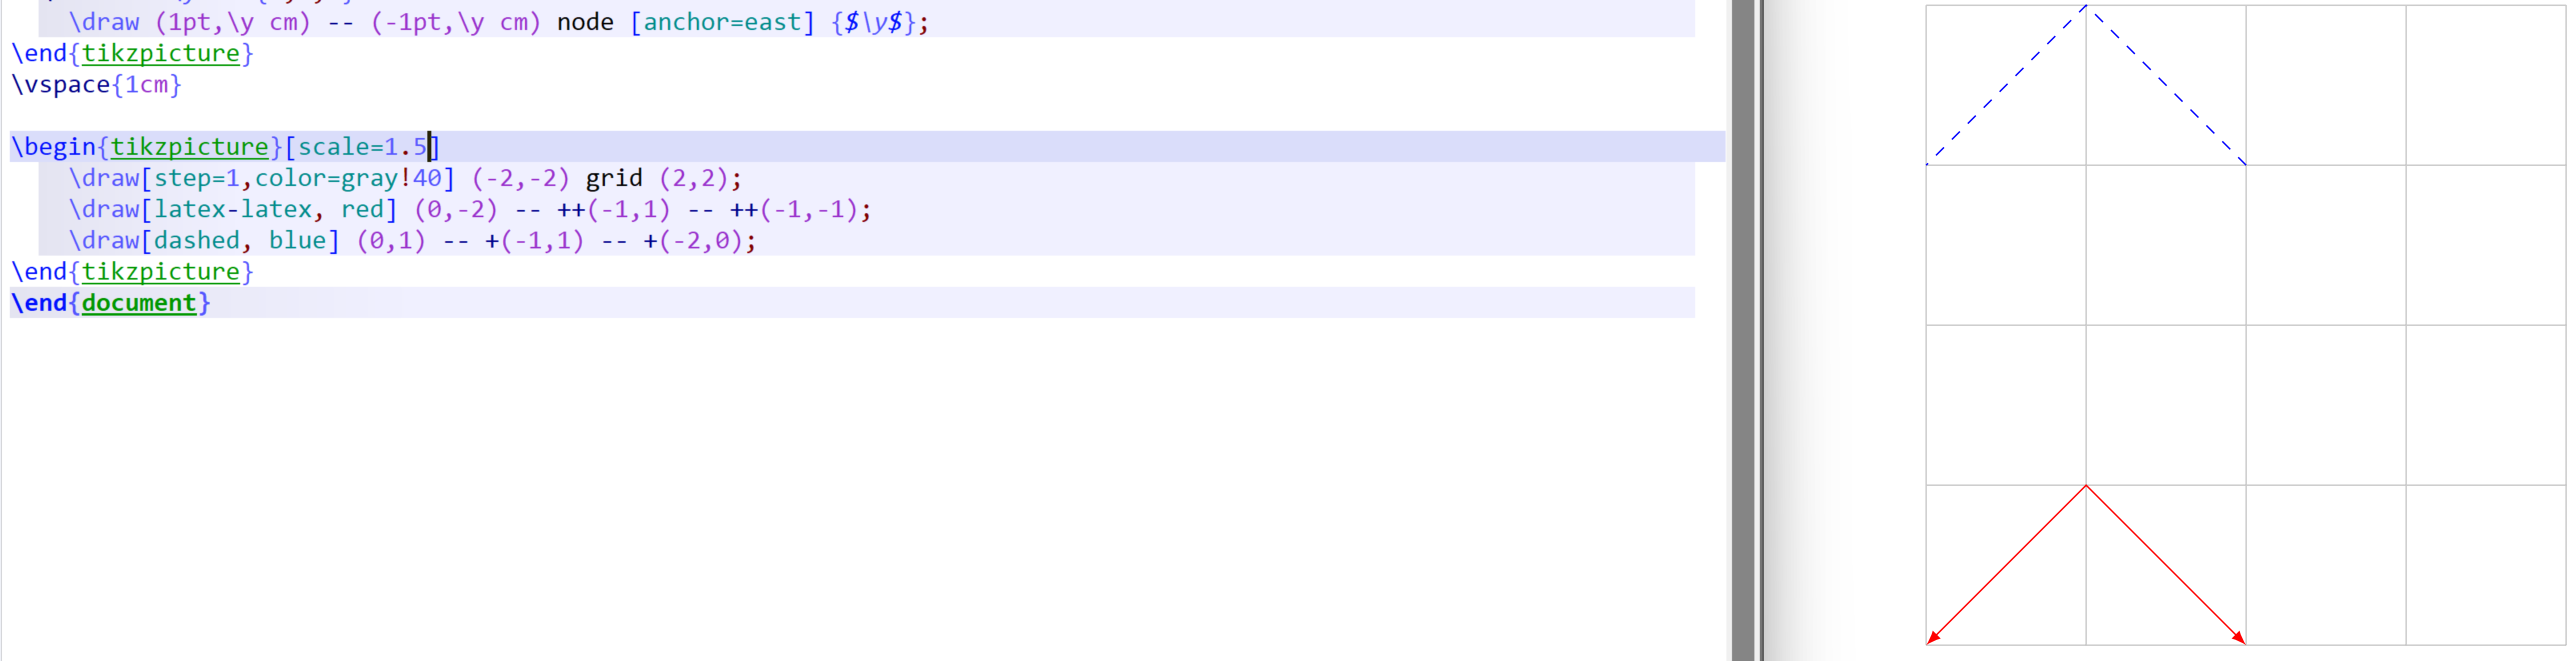 \draw (1pt,\y cm) -- (-1pt,\y cm) node [anchor=east] {$\y$};
\end{tikzpicture}
\vspace{1cm}
\begin{tikzpicture}[scale=1.5]
\draw[step=1,color=gray!40] (-2,-2) grid (2,2);
\draw[latex-latex, red] (0,-2) -- ++(-1,1) -- ++(-1,-1);
\draw[dashed, blue] (0,1) -- +(-1,1) -- +(-2,0);
\end{tikzpicture}
\end{document}